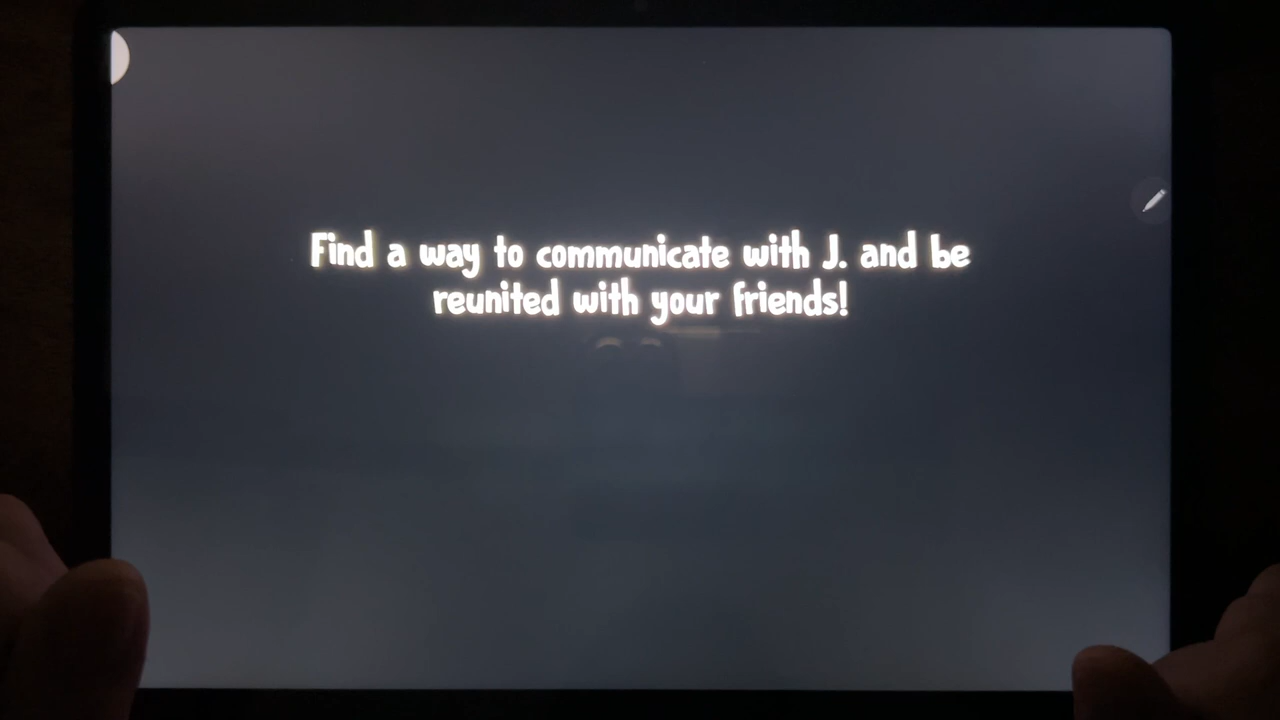 Find a way to communicate with J. and be
reunited with your friends!